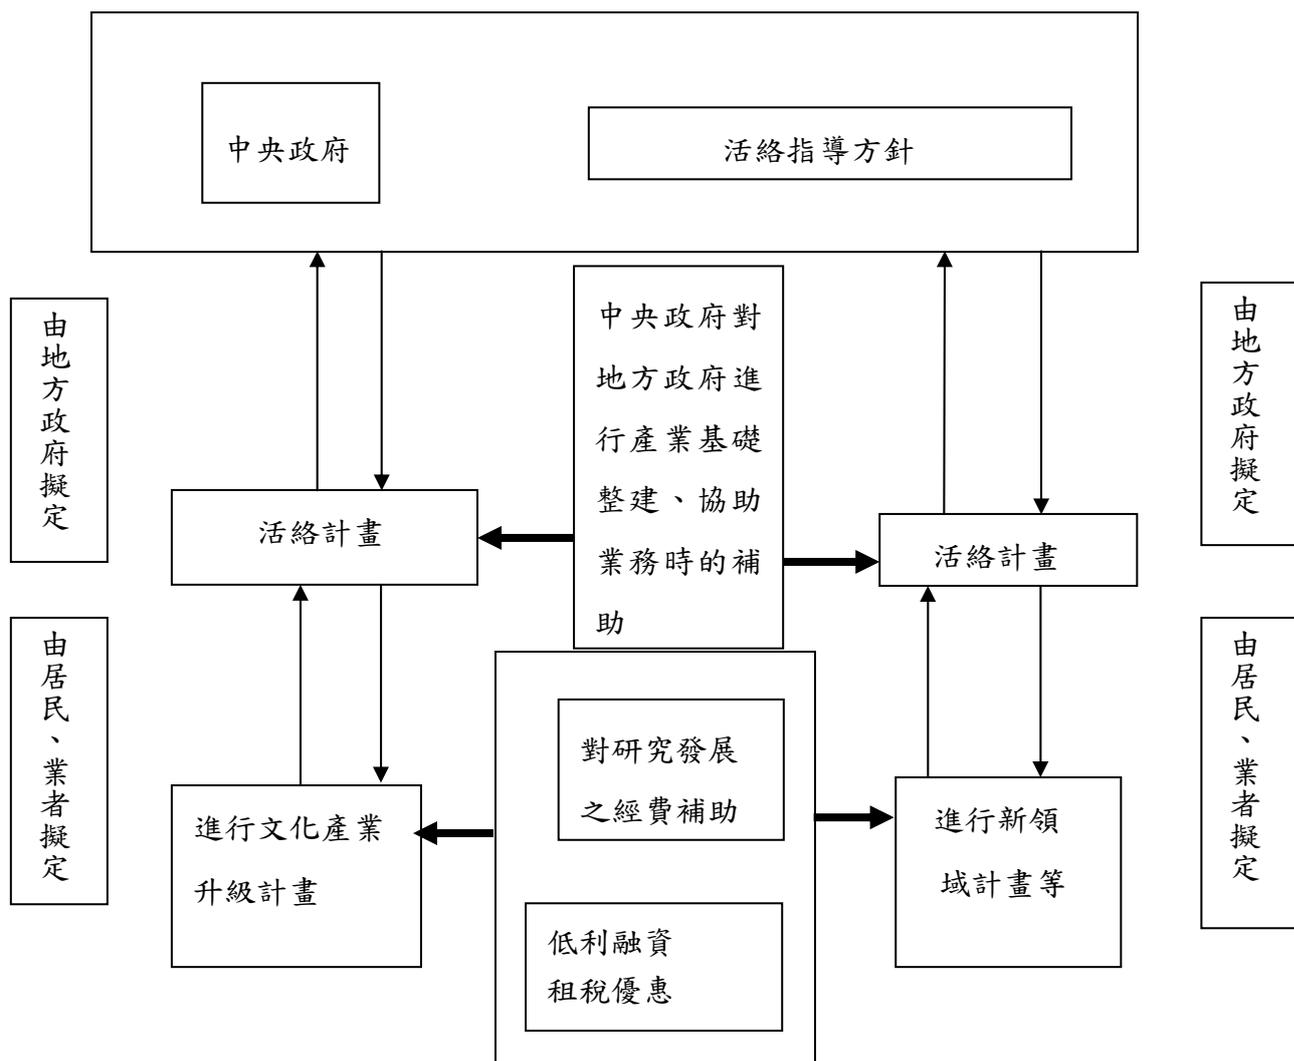 中央政府
活絡指導方針
由地方政府擬定
中央政府對
地方政府進
行產業基礎
整建、協助
業務時的補
助
由地方政府擬定
活絡計畫
活絡計畫
由居民、業者擬定
對研究發展
之經費補助
由居民、業者擬定
進行文化產業
升級計畫
進行新領
域計畫等
低利融資
租稅優惠